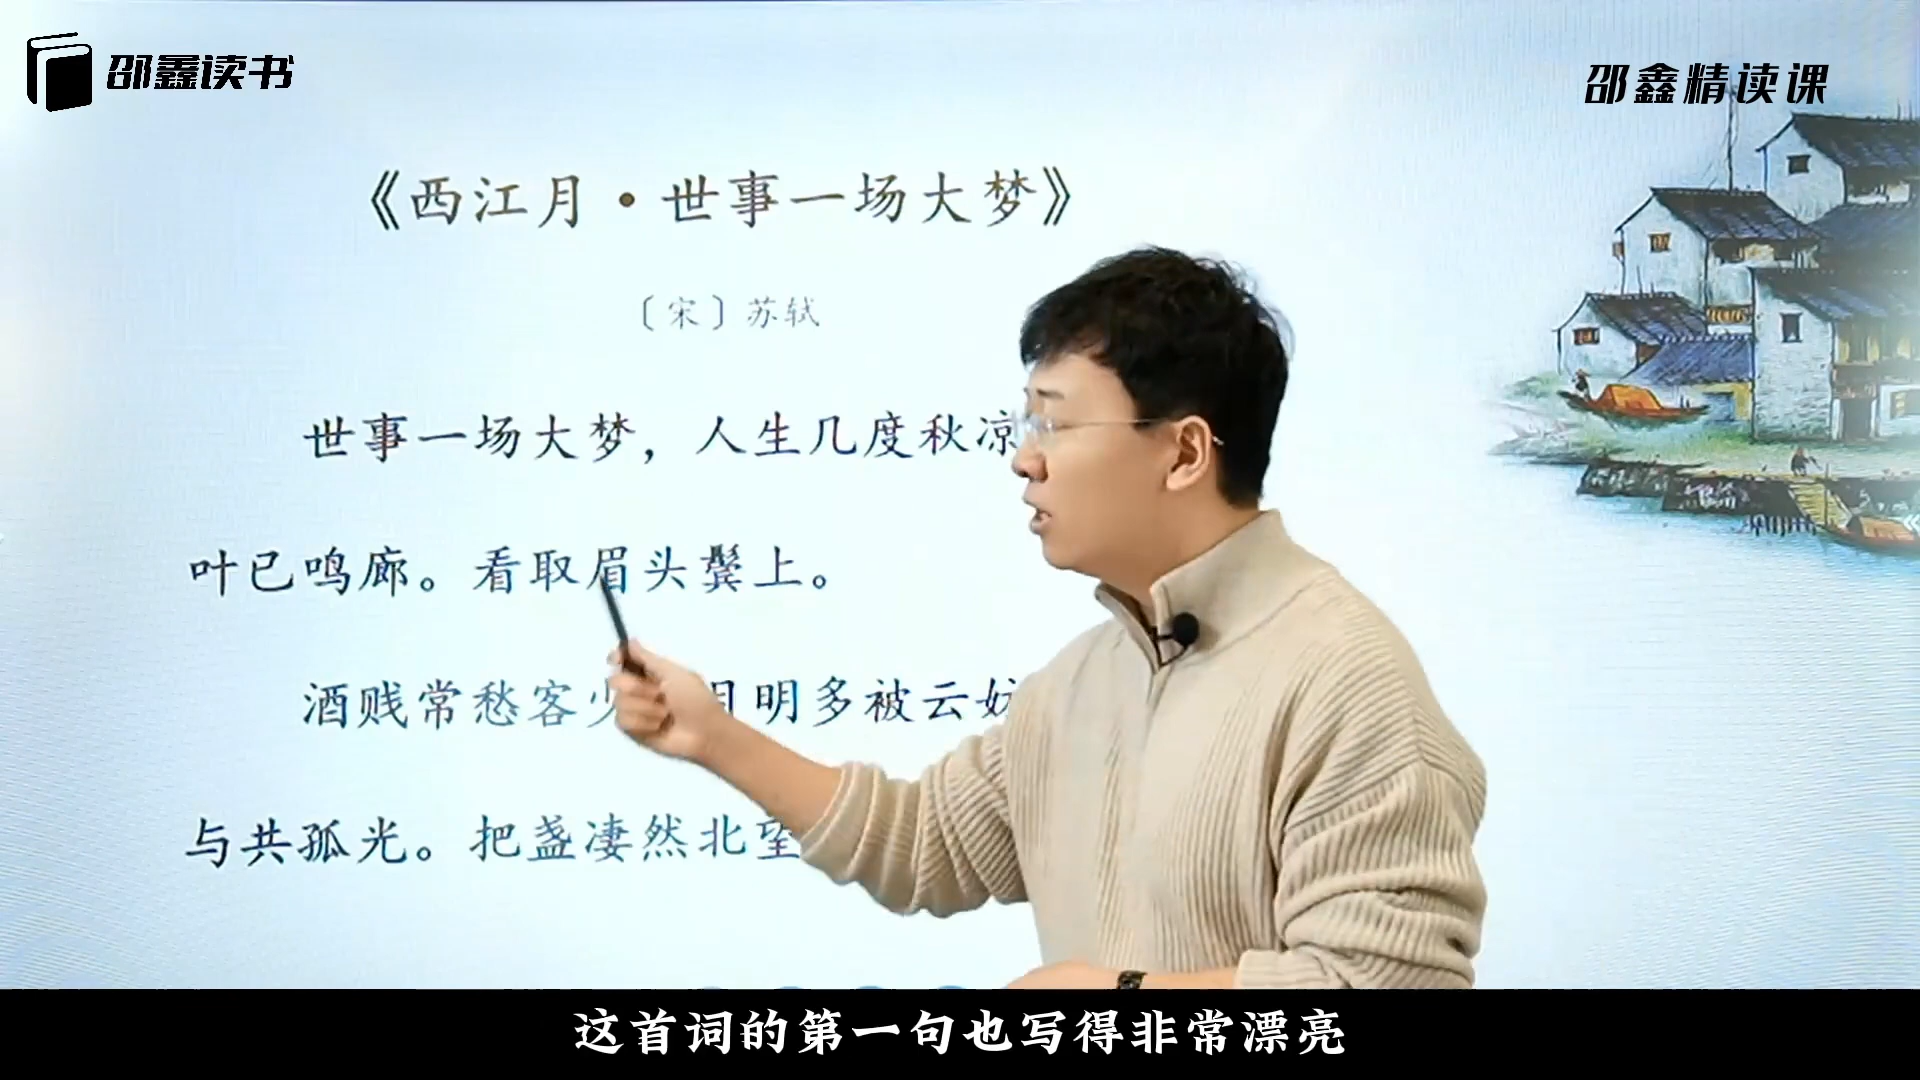 邵鑫读书
邵鑫精读课
《西江月·世事一场大梦》
〔宋〕苏轼
世事一场大梦，人生几度秋凉
叶已鸣廊。看取眉头鬓上。
酒贱常愁客少 月明多被云妨
与共孤光。把盏凄然北望
这首词的第一句也写得非常漂亮